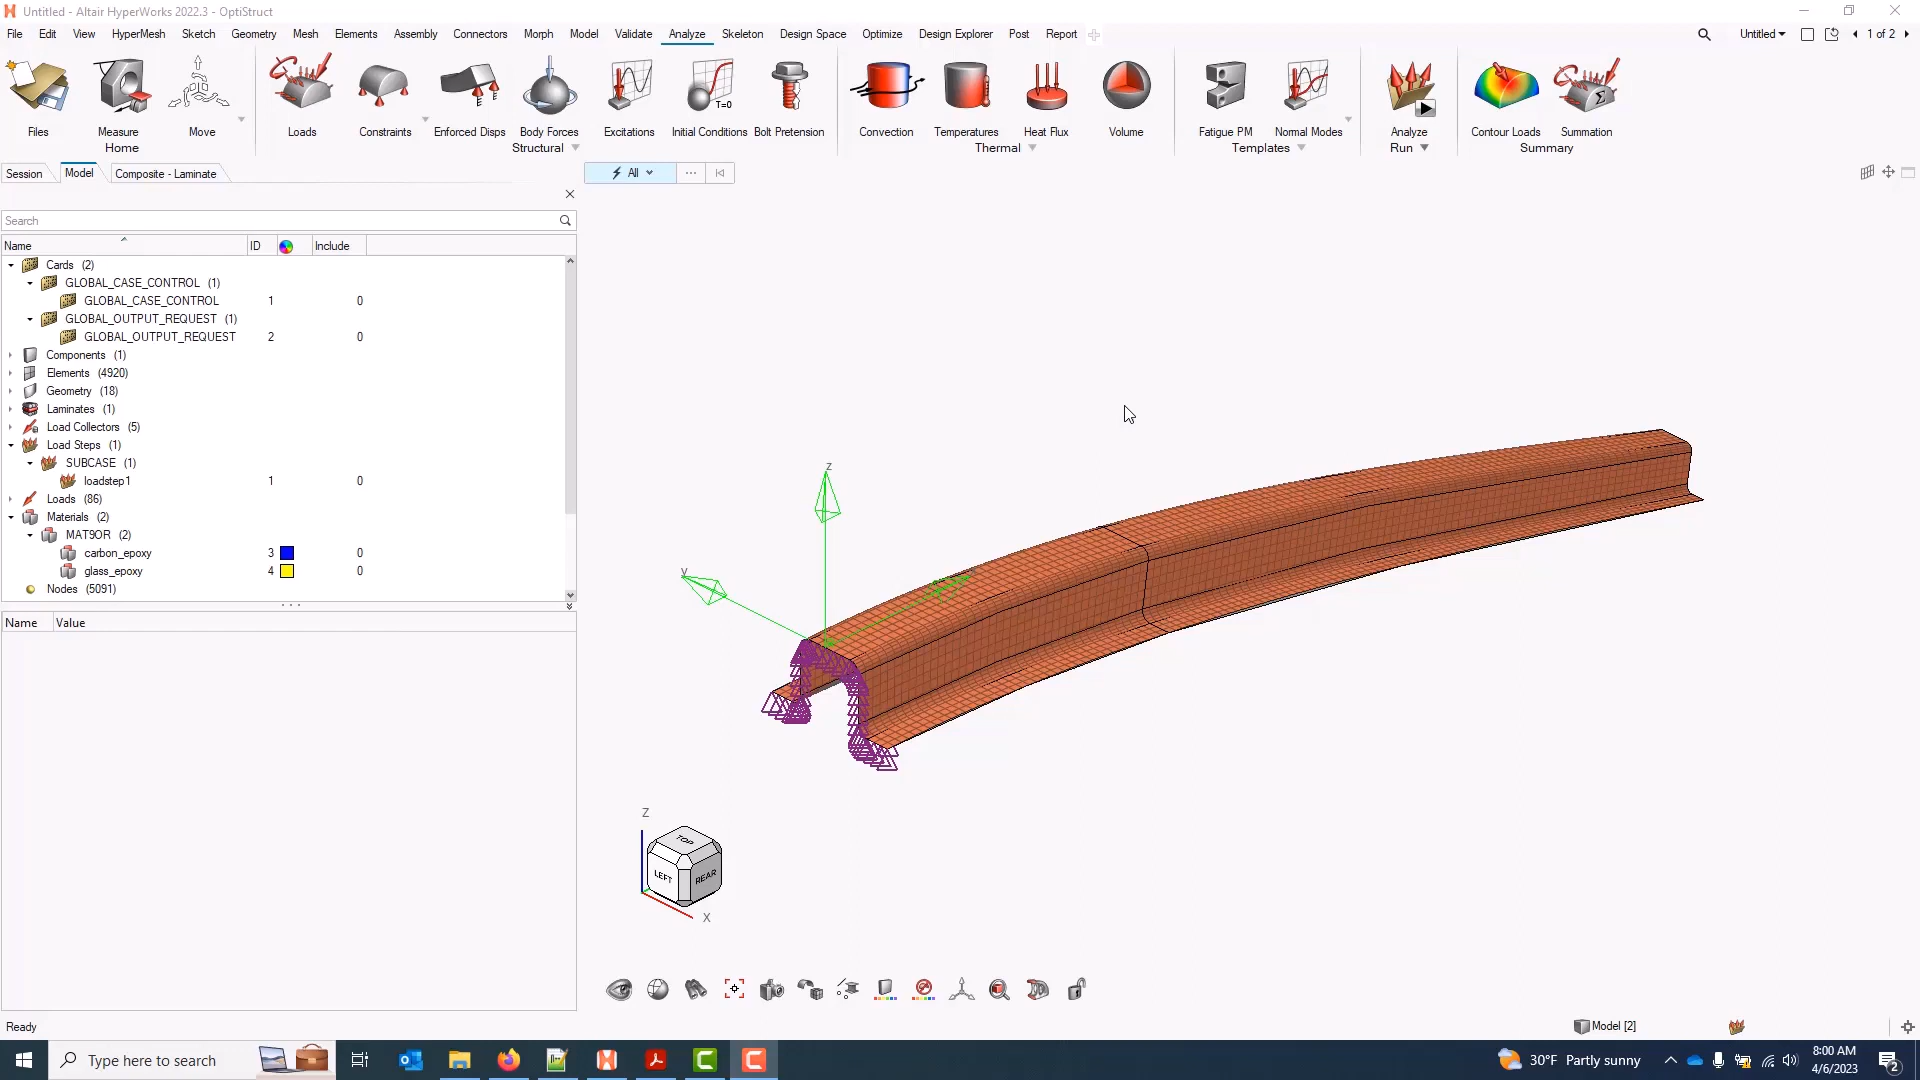 Untitled - Altair HyperWorks 2022.3 - OptiStruct
File Edit View HyperMesh Sketch Geometry Mesh Elements Assembly Connectors Morph Model Validate Analyze Skeleton Design Space Optimize Design Explorer Post Report Untitled 1 of 2
T=0
Files Measure Move Loads Constraints Enforced Disps Body Forces Excitations Initial Conditions Bolt Pretension Convection Temperatures Heat Flux Volume Fatigue PM Normal Modes Analyze Contour Loads Summation
Home Structural Thermal Templates Run Summary
Session Model Composite - Laminate All
Search
Name ID Include
Cards (2)
GLOBAL_CASE_CONTROL (1)
GLOBAL_CASE_CONTROL 1 0
GLOBAL_OUTPUT_REQUEST (1)
GLOBAL_OUTPUT_REQUEST 2 0
Components (1)
Elements (4920)
Geometry (18)
Laminates (1)
Load Collectors (5)
Load Steps (1)
SUBCASE (1)
loadstep1 1 0
Loads (86)
Materials (2)
MAT9OR (2)
carbon_epoxy 3 0
glass_epoxy 4 0
Nodes (5091)
Name Value
z
y
Z
TOP
LEFT REAR
X
Ready Model [2]
Type here to search 30°F Partly sunny 8:00 AM
4/6/2023 2